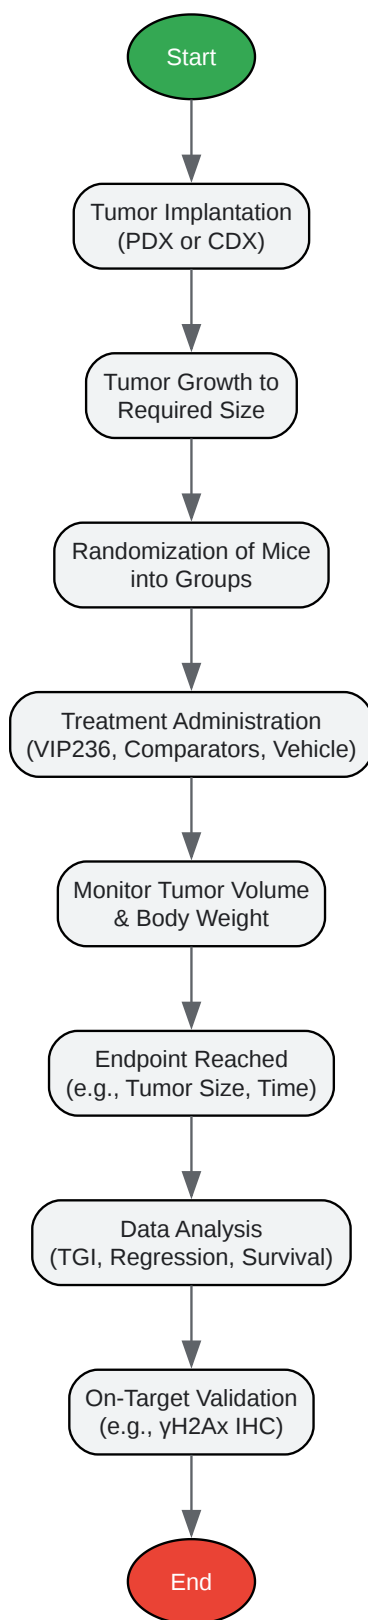 Start
Tumor Implantation
(PDX or CDX)
Tumor Growth to
Required Size
Randomization of Mice
into Groups
Treatment Administration
(VIP236, Comparators, Vehicle)
Monitor Tumor Volume
& Body Weight
Endpoint Reached
(e.g., Tumor Size, Time)
Data Analysis
(TGI, Regression, Survival)
On-Target Validation
(e.g., γH2Ax IHC)
End